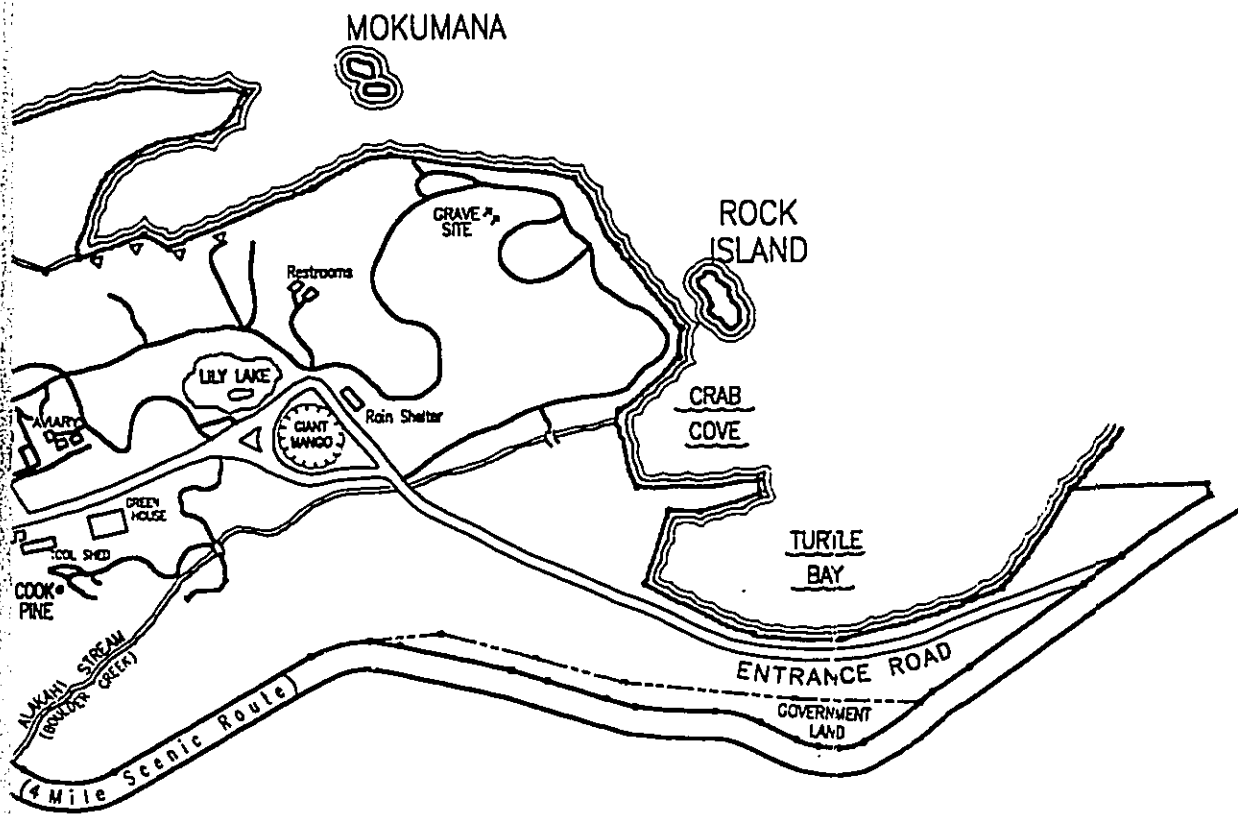 MOKUMANA
ROCK
ISLAND
GRAVE
SITE
Restrooms
LILY LAKE
AVIARY
GIANT
MANGO
Rain Shelter
CRAB
COVE
GREEN
HOUSE
SHED
COOK
PINE
TURTLE
BAY
ALAKAHI STREAM
(BOULDER CREEK)
ENTRANCE ROAD
GOVERNMENT
LAND
(4 Mile Scenic Route)